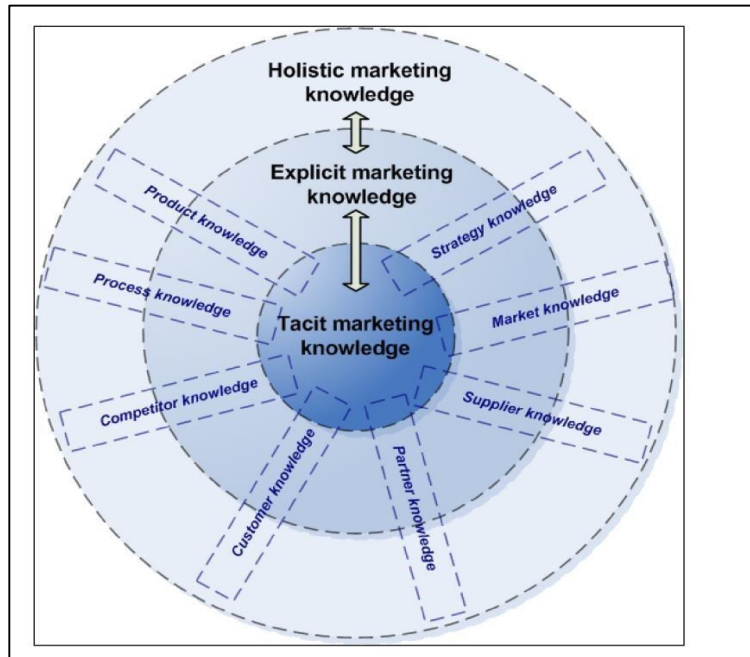 Holistic marketing
knowledge
Explicit marketing
knowledge
Product knowledge
Strategy knowledge
Process knowledge
Market knowledge
Tacit marketing
knowledge
Competitor knowledge
Supplier knowledge
Customer knowledge
Partner knowledge